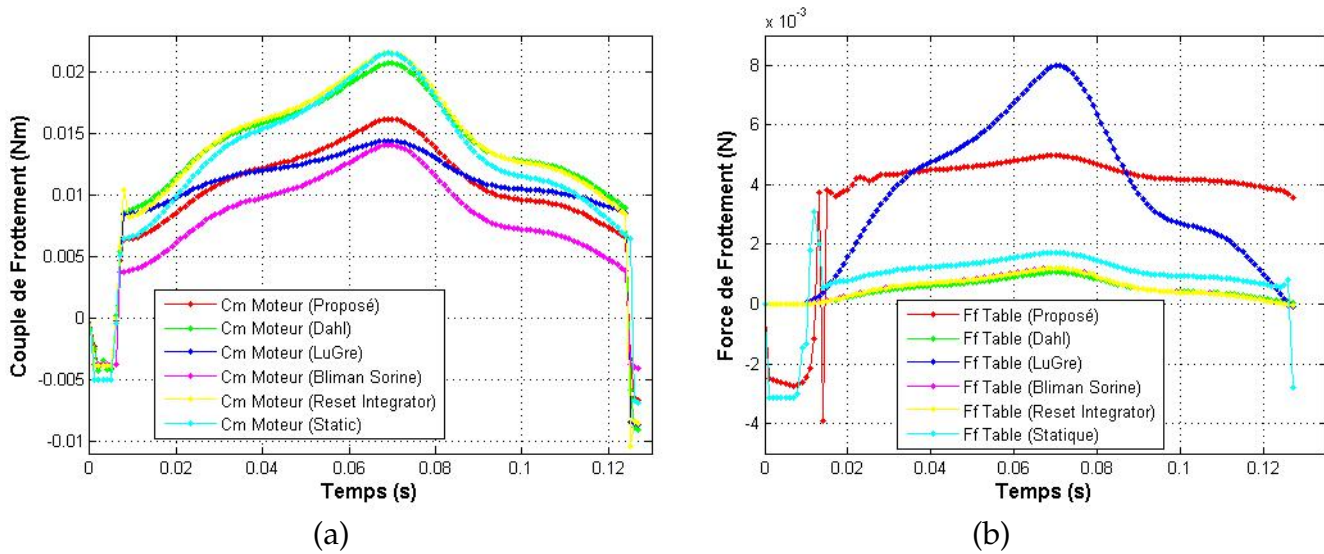 0.02
0.015
0.01
0.005
0
-0.005
-0.01
Couple de Frottement (Nm)
Cm Moteur (Proposé)
Cm Moteur (Dahl)
Cm Moteur (LuGre)
Cm Moteur (Bliman Sorine)
Cm Moteur (Reset Integrator)
Cm Moteur (Static)
0 0.02 0.04 0.06 0.08 0.1 0.12
Temps (s)
(a)
x 10⁻³
8
6
4
2
0
-2
-4
Force de Frottement (N)
Ff Table (Proposé)
Ff Table (Dahl)
Ff Table (LuGre)
Ff Table (Bliman Sorine)
Ff Table (Reset Integrator)
Ff Table (Statique)
0 0.02 0.04 0.06 0.08 0.1 0.12
Temps (s)
(b)